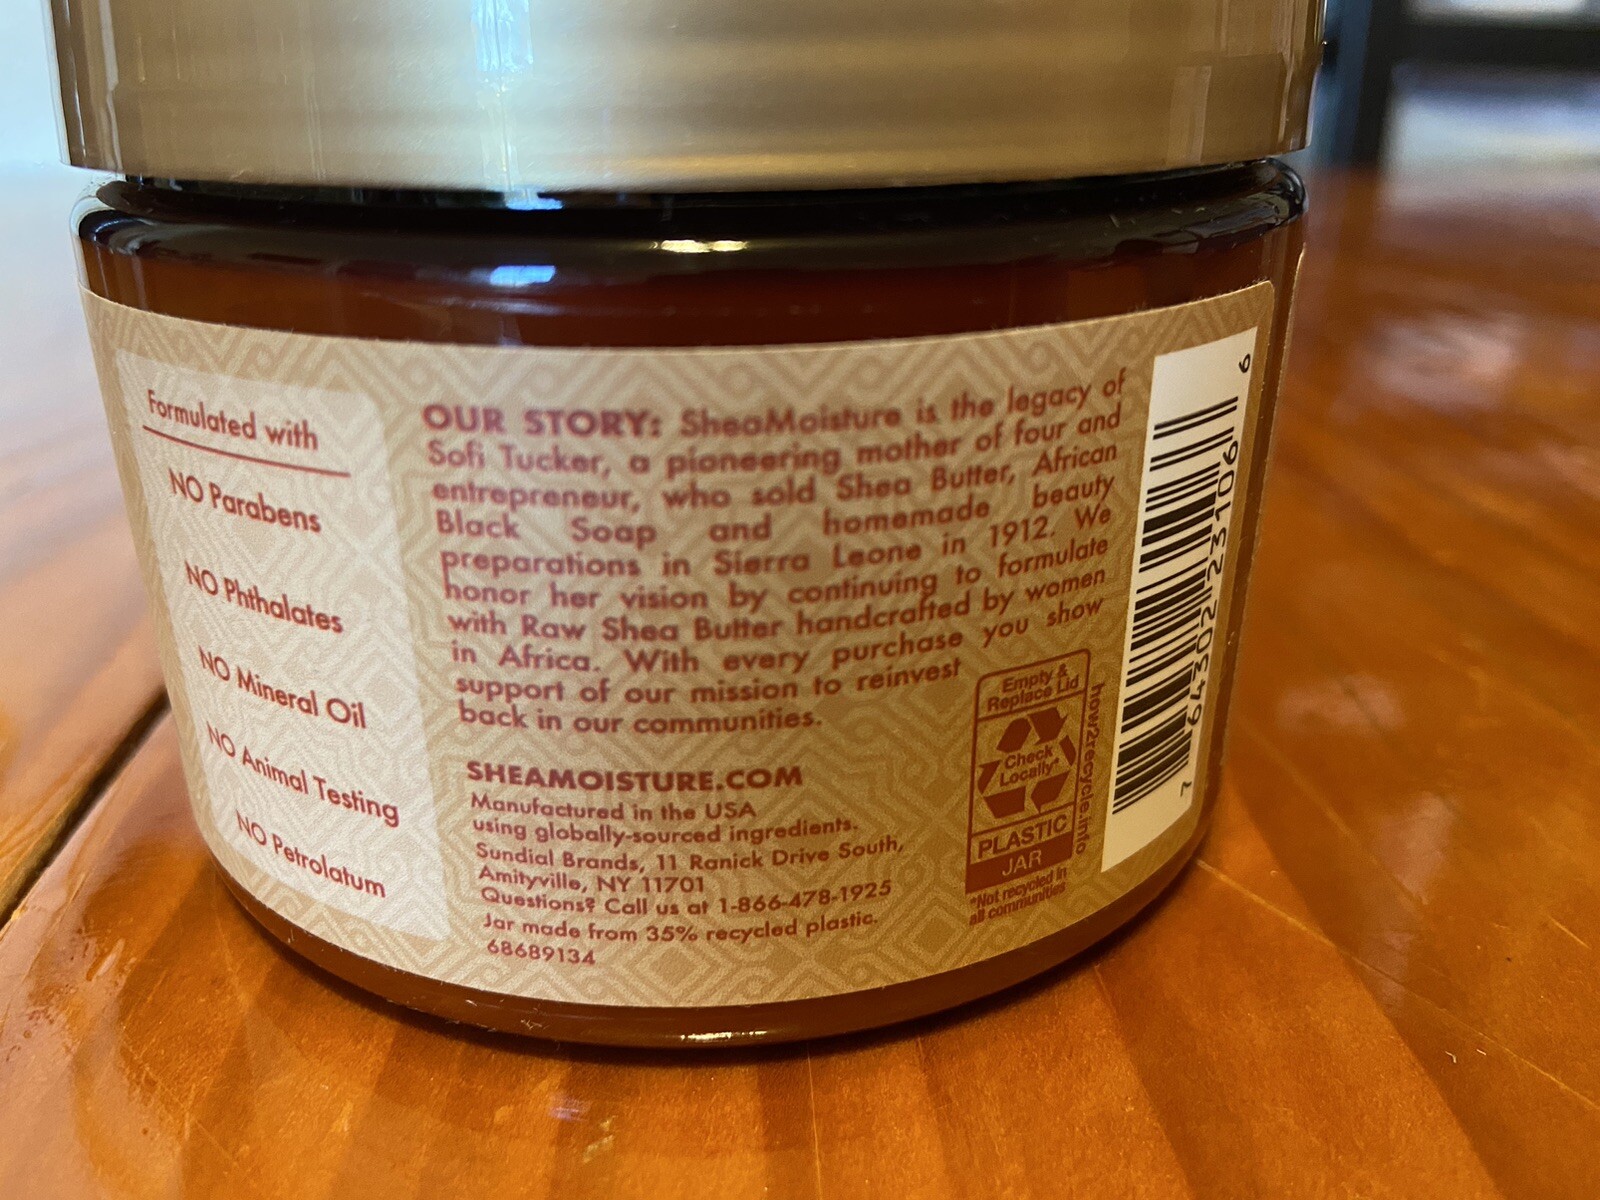 Formulated with
NO Parabens
NO Phthalates
NO Mineral Oil
NO Animal Testing
NO Petrolatum
OUR STORY: SheaMoisture is the legacy of
Sofi Tucker, a pioneering mother of four and
entrepreneur, who sold Shea Butter, African
Black Soap and homemade beauty
preparations in Sierra Leone in 1912. We
honor her vision by continuing to formulate
with Raw Shea Butter handcrafted by women
in Africa. With every purchase you show
support of our mission to reinvest
back in our communities.
SHEAMOISTURE.COM
Manufactured in the USA
using globally-sourced ingredients.
Sundial Brands, 11 Ranick Drive South,
Amityville, NY 11701
Questions? Call us at 1-866-478-1925
Jar made from 35% recycled plastic.
68689134
Empty &
Replace Lid
Check
Locally*
PLASTIC
JAR
*Not recycled in
all communities
how2recycle.info
7 64302 23106 6